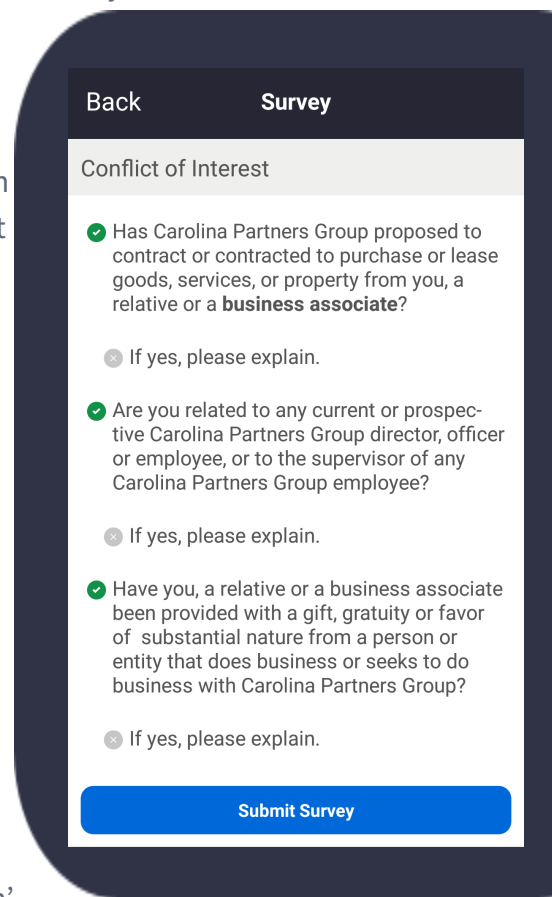 Back
Survey
Conflict of Interest
Has Carolina Partners Group proposed to
contract or contracted to purchase or lease
goods, services, or property from you, a
relative or a business associate?
If yes, please explain.
Are you related to any current or prospec-
tive Carolina Partners Group director, officer
or employee, or to the supervisor of any
Carolina Partners Group employee?
If yes, please explain.
Have you, a relative or a business associate
been provided with a gift, gratuity or favor
of substantial nature from a person or
entity that does business or seeks to do
business with Carolina Partners Group?
If yes, please explain.
Submit Survey